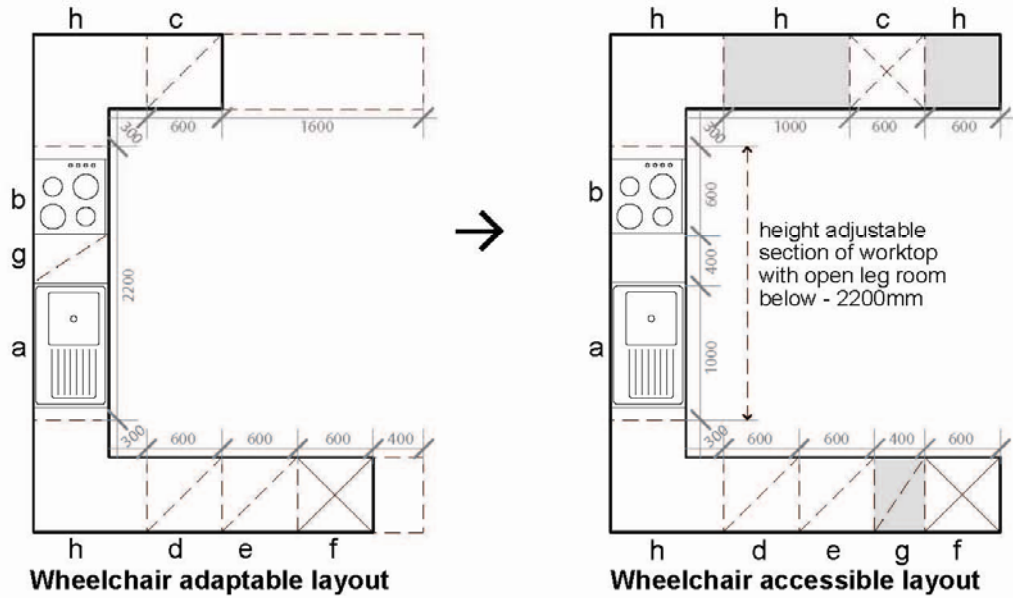 h c
h h c h
300 600 1600
300 1000 600 600
b
g
a
2200
b
a
600
400
1000
height adjustable
section of worktop
with open leg room
below - 2200mm
300 600 600 600 400
300 600 600 400 600
h d e f
h d e g f
Wheelchair adaptable layout
Wheelchair accessible layout